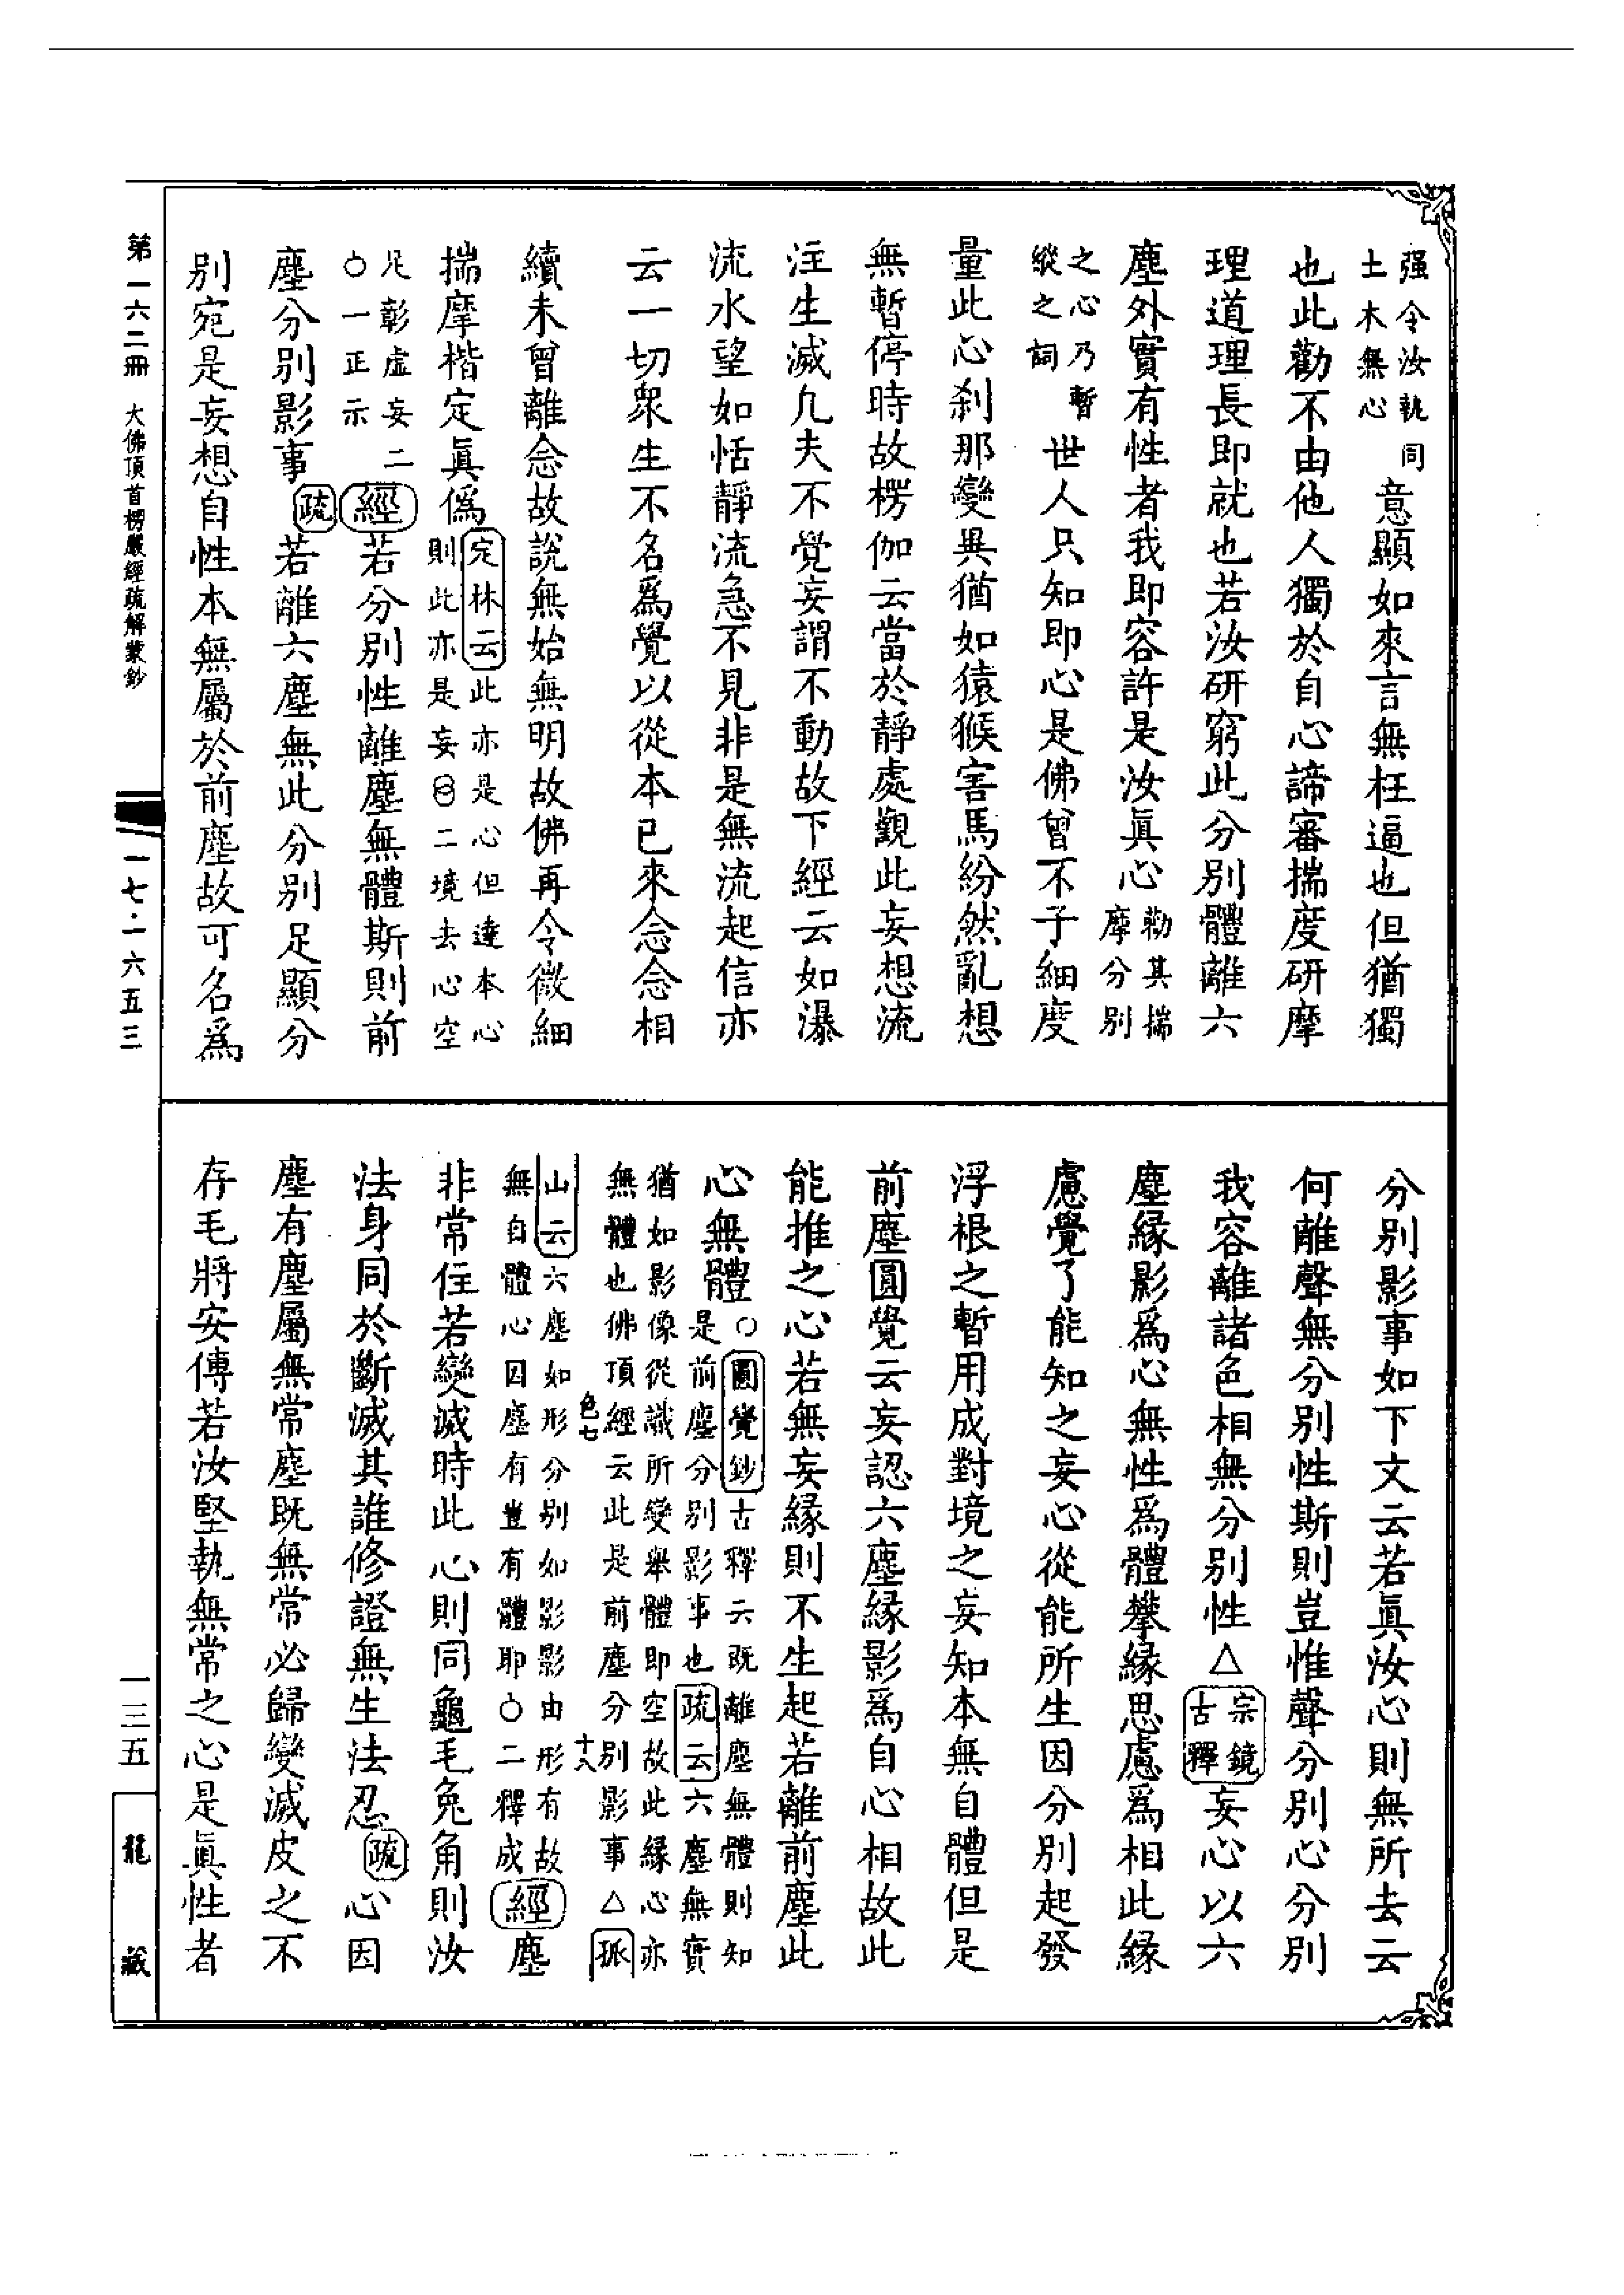 强令汝執同
土木無心
意顯如來言無枉逼也但猶獨
也此勸不由他人獨於自心諦審揣度研摩
理道理長即就也若汝研窮此分別體離六
塵外實有性者我即容許是汝眞心
勸其揣
摩分別
之心乃暫
縱之詞
世人只知即心是佛曾不子細度
量此心刹那變異猶如猿猴害馬紛然亂想
無暫停時故楞伽云當於靜處觀此妄想流
注生滅凡夫不覺妄謂不動故下經云如瀑
流水望如恬靜流急不見非是無流起信亦
云一切衆生不名爲覺以從本已來念念相
續未曾離念故說無始無明故佛再令微細
揣摩楷定眞僞
定林云此亦是心但違本心
則此亦是妄㊀二境去心空
足彰虛妄二
○一正示
經若分別性離塵無體斯則前
塵分別影事疏若離六塵無此分別足顯分
別宛是妄想自性本無屬於前塵故可名爲
分別影事如下文云若眞汝心則無所去云
何離聲無分別性斯則豈惟聲分別心分別
我容離諸色相無分別性△宗鏡古釋妄心以六
塵緣影爲心無性爲體攀緣思慮爲相此緣
慮覺了能知之妄心從能所生因分別起發
浮根之暫用成對境之妄知本無自體但是
前塵圓覺云妄認六塵緣影爲自心相故此
能推之心若無妄緣則不生起若離前塵此
心無體
○圓覺鈔古釋云既離塵無體則知
是前塵分別影事也疏云六塵無實
猶如影像從識所變舉體即空故此緣心亦
無體也佛頂經云此是前塵分別影事△孤
色七
十八
山云六塵如形分別如影影由形有故
無自體心因塵有豈有體耶○二釋成
經塵
非常住若變滅時此心則同龜毛兔角則汝
法身同於斷滅其誰修證無生法忍疏心因
塵有塵屬無常塵既無常必歸變滅皮之不
存毛將安傅若汝堅執無常之心是眞性者
第一六二冊
大佛頂首楞嚴經疏解蒙鈔
一七·六五三
一三五
龍藏